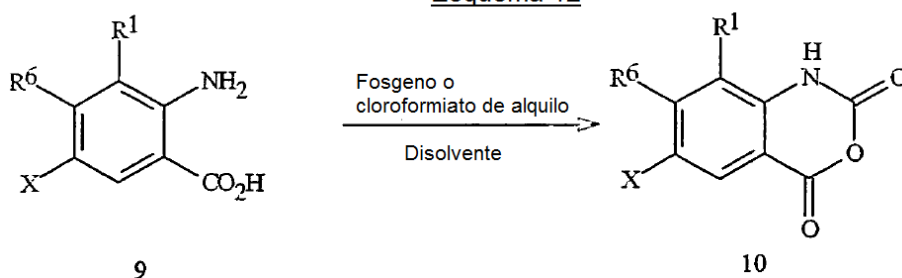 Esquema 12
R1
R6
NH2
X
CO2H
9
Fosgeno o
cloroformiato de alquilo
Disolvente
R1
H
R6
N
O
O
X
O
10